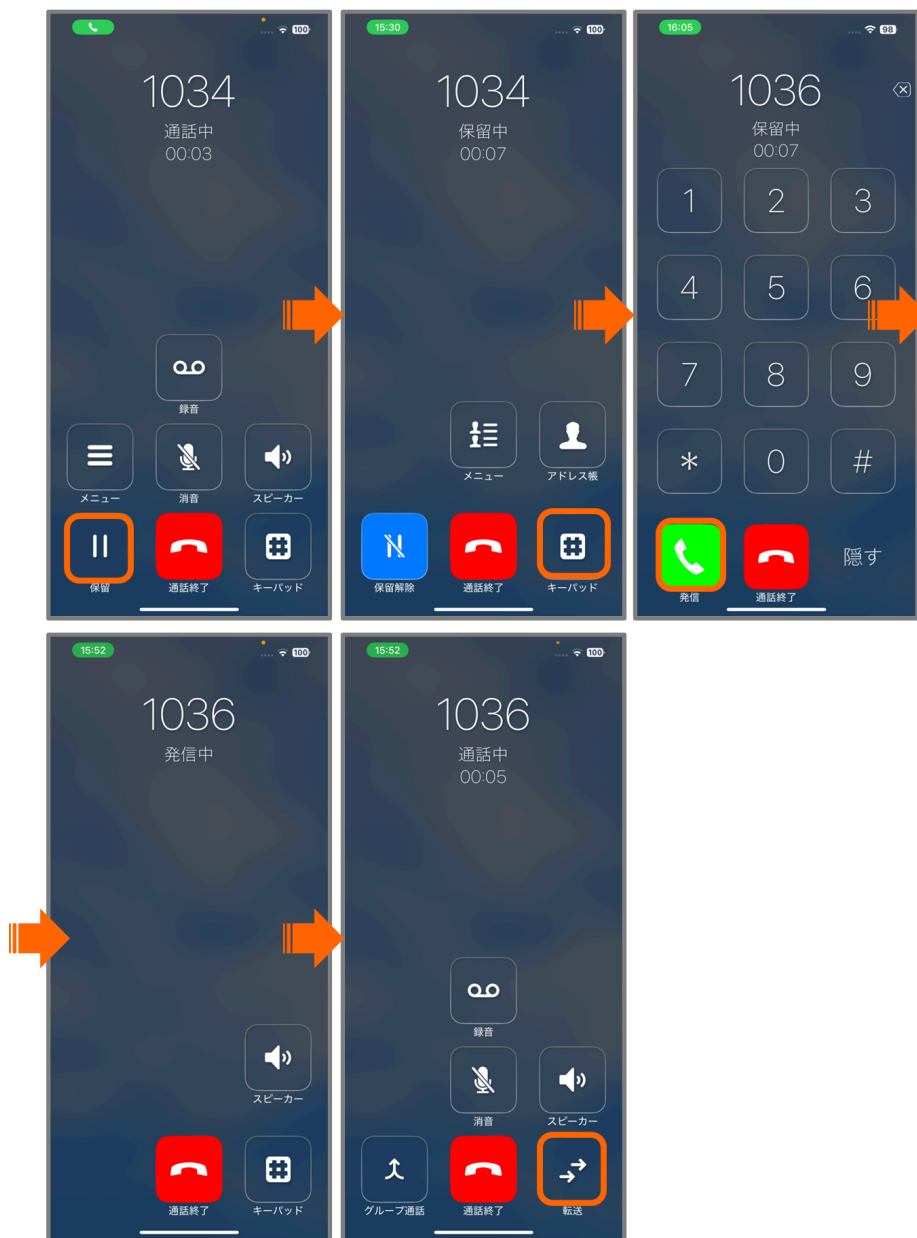 100
1034
通話中
00:03
録音
メニュー 消音 スピーカー
保留 通話終了 キーパッド
15:30 100
1034
保留中
00:07
メニュー アドレス帳
保留解除 通話終了 キーパッド
16:05 98
1036
保留中
00:07
1 2 3
4 5 6
7 8 9
* 0 #
隠す
発信 通話終了
15:52 100
1036
発信中
スピーカー
通話終了 キーパッド
15:52 100
1036
通話中
00:05
録音
消音 スピーカー
グループ通話 通話終了 転送